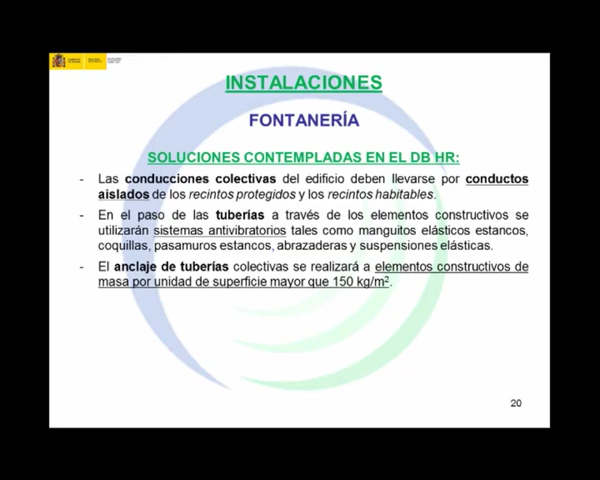 INSTALACIONES
FONTANERÍA
SOLUCIONES CONTEMPLADAS EN EL DB HR:
- Las conducciones colectivas del edificio deben llevarse por conductos
aislados de los recintos protegidos y los recintos habitables.
- En el paso de las tuberías a través de los elementos constructivos se
utilizarán sistemas antivibratorios tales como manguitos elásticos estancos,
coquillas, pasamuros estancos, abrazaderas y suspensiones elásticas.
- El anclaje de tuberías colectivas se realizará a elementos constructivos de
masa por unidad de superficie mayor que 150 kg/m².
20